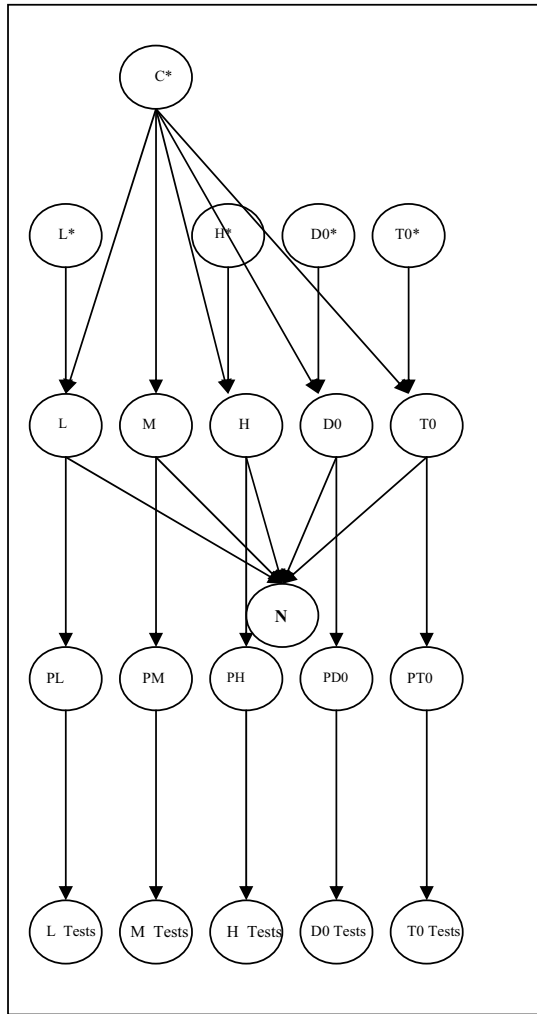 C*
L* H* D0* T0*
L M H D0 T0
N
PL PM PH PD0 PT0
L Tests M Tests H Tests D0 Tests T0 Tests